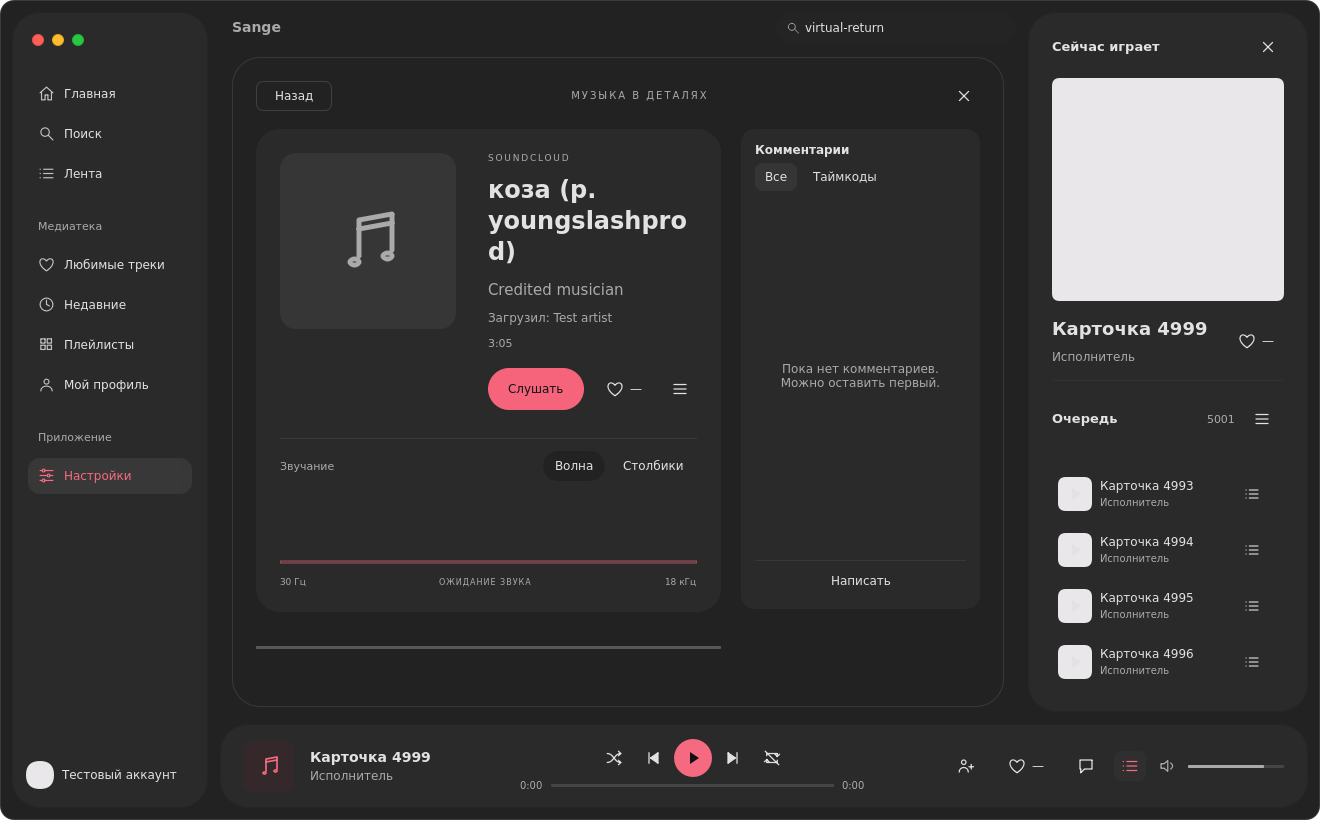 Sange
virtual-return
Главная
Поиск
Лента
Медиатека
Любимые треки
Недавние
Плейлисты
Мой профиль
Приложение
Настройки
Тестовый аккаунт
Назад
МУЗЫКА В ДЕТАЛЯХ
SOUNDCLOUD
коза (p.
youngslashpro
d)
Credited musician
Загрузил: Test artist
3:05
Слушать
—
Звучание
Волна
Столбики
30 Гц
ОЖИДАНИЕ ЗВУКА
18 кГц
Комментарии
Все
Таймкоды
Пока нет комментариев.
Можно оставить первый.
Написать
Сейчас играет
Карточка 4999
Исполнитель
—
Очередь
5001
Карточка 4993
Исполнитель
Карточка 4994
Исполнитель
Карточка 4995
Исполнитель
Карточка 4996
Исполнитель
Карточка 4999
Исполнитель
0:00
0:00
—